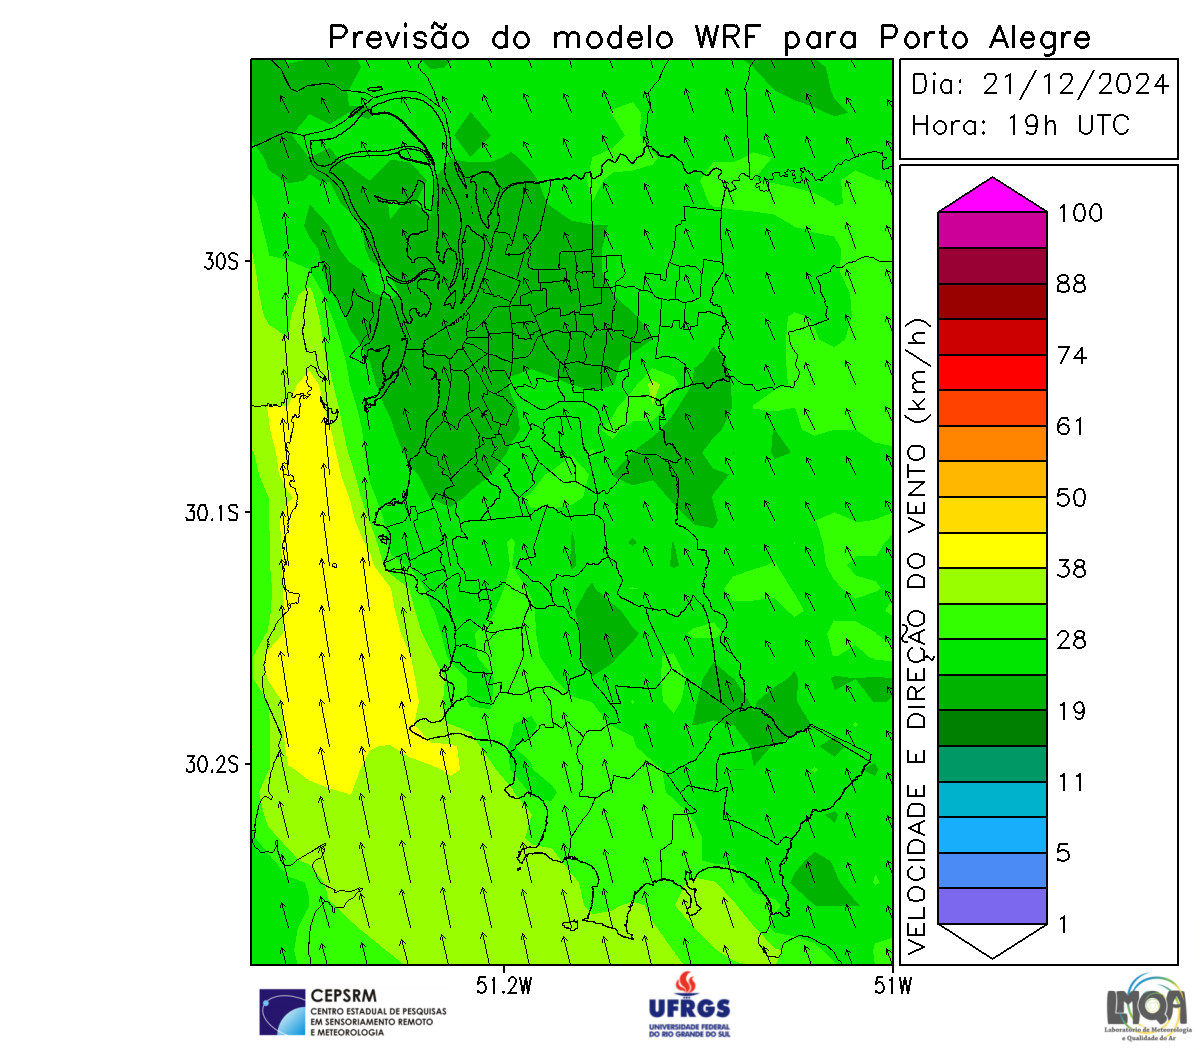 Previsão do modelo WRF para Porto Alegre
Dia: 21/12/2024
Hora: 19h UTC
30S
30.1S
30.2S
51.2W
51W
VELOCIDADE E DIREÇÃO DO VENTO (km/h)
100
88
74
61
50
38
28
19
11
5
1
CEPSRM
CENTRO ESTADUAL DE PESQUISAS
EM SENSORIAMENTO REMOTO
E METEOROLOGIA
UFRGS
UNIVERSIDADE FEDERAL
DO RIO GRANDE DO SUL
LMQA
Laboratório de Meteorologia
e Qualidade do Ar